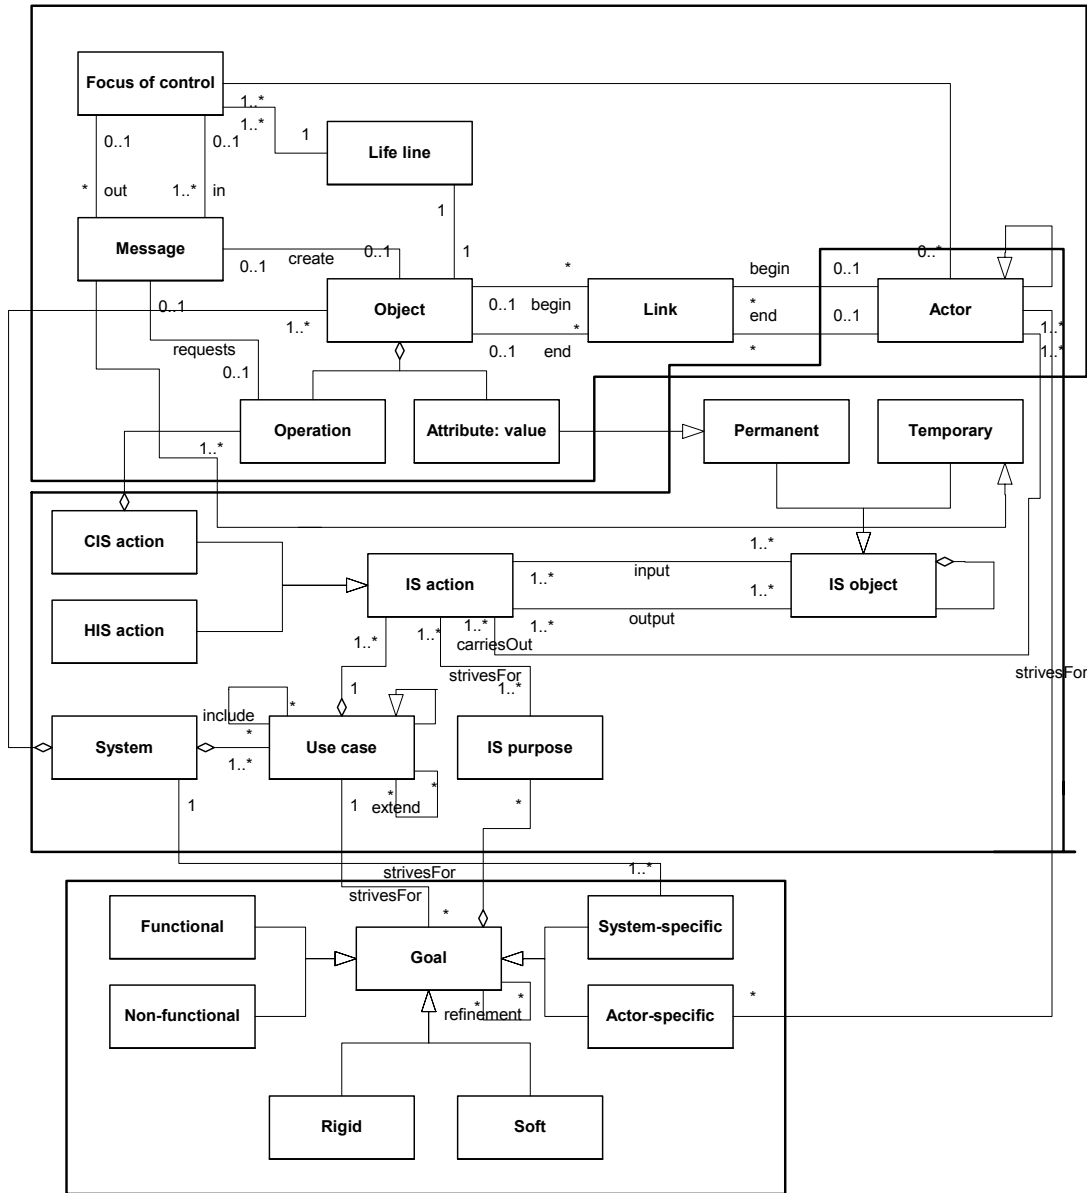 Focus of control
1..*
1..*
1
Life line
0..1
0..1
* out
1..* in
1
Message
create
0..1
0..1
1
0..*
0..1
*
begin
0..1
Object
0..1
begin
Link
*
end
Actor
1..*
*
0..1
1..*
requests
0..1
end
*
1..*
0..1
Operation
Attribute: value
Permanent
Temporary
1..*
CIS action
1..*
IS action
input
IS object
1..*
1..*
HIS action
output
1..*
1..*
1..*
1..*
carriesOut
strivesFor
strivesFor
1
1..*
include
*
*
System
Use case
IS purpose
1..*
*
*
1
1
extend
*
strivesFor
1..*
strivesFor
*
Functional
System-specific
Goal
Non-functional
*
*
refinement
Actor-specific
*
Rigid
Soft